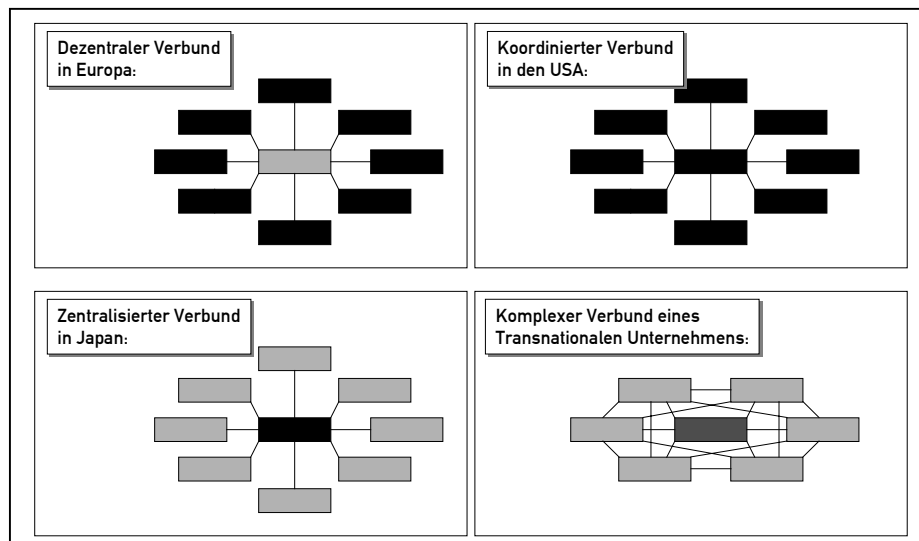 Dezentraler Verbund
in Europa:
Koordinierter Verbund
in den USA:
Zentralisierter Verbund
in Japan:
Komplexer Verbund eines
Transnationalen Unternehmens: